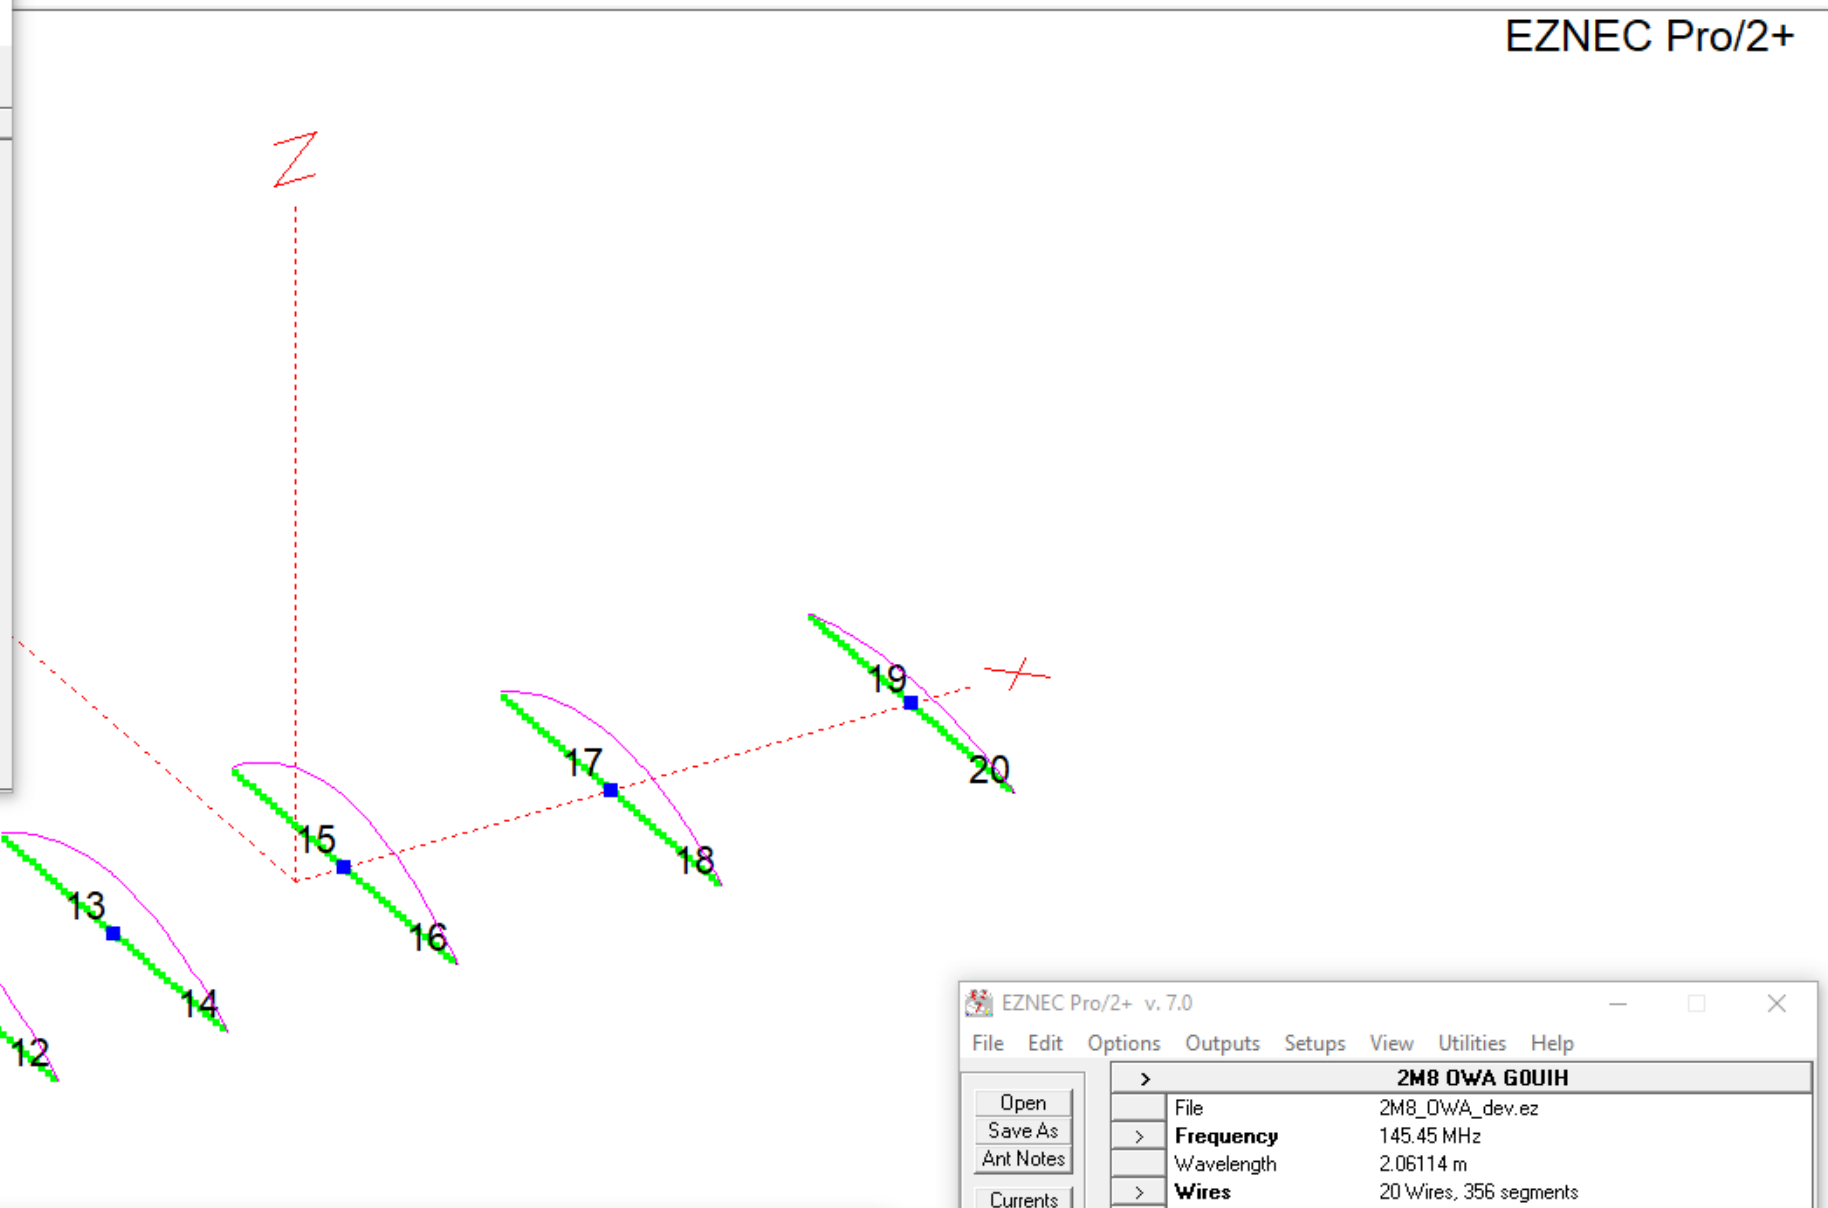 EZNEC Pro/2+
Z
X
19
20
17
18
15
16
13
14
12
EZNEC Pro/2+ v. 7.0
File Edit Options Outputs Setups View Utilities Help
> 2M8 OWA G0UIH
Open
File 2M8_OWA_dev.ez
Save As
> Frequency 145.45 MHz
Ant Notes
Wavelength 2.06114 m
Currents
> Wires 20 Wires, 356 segments